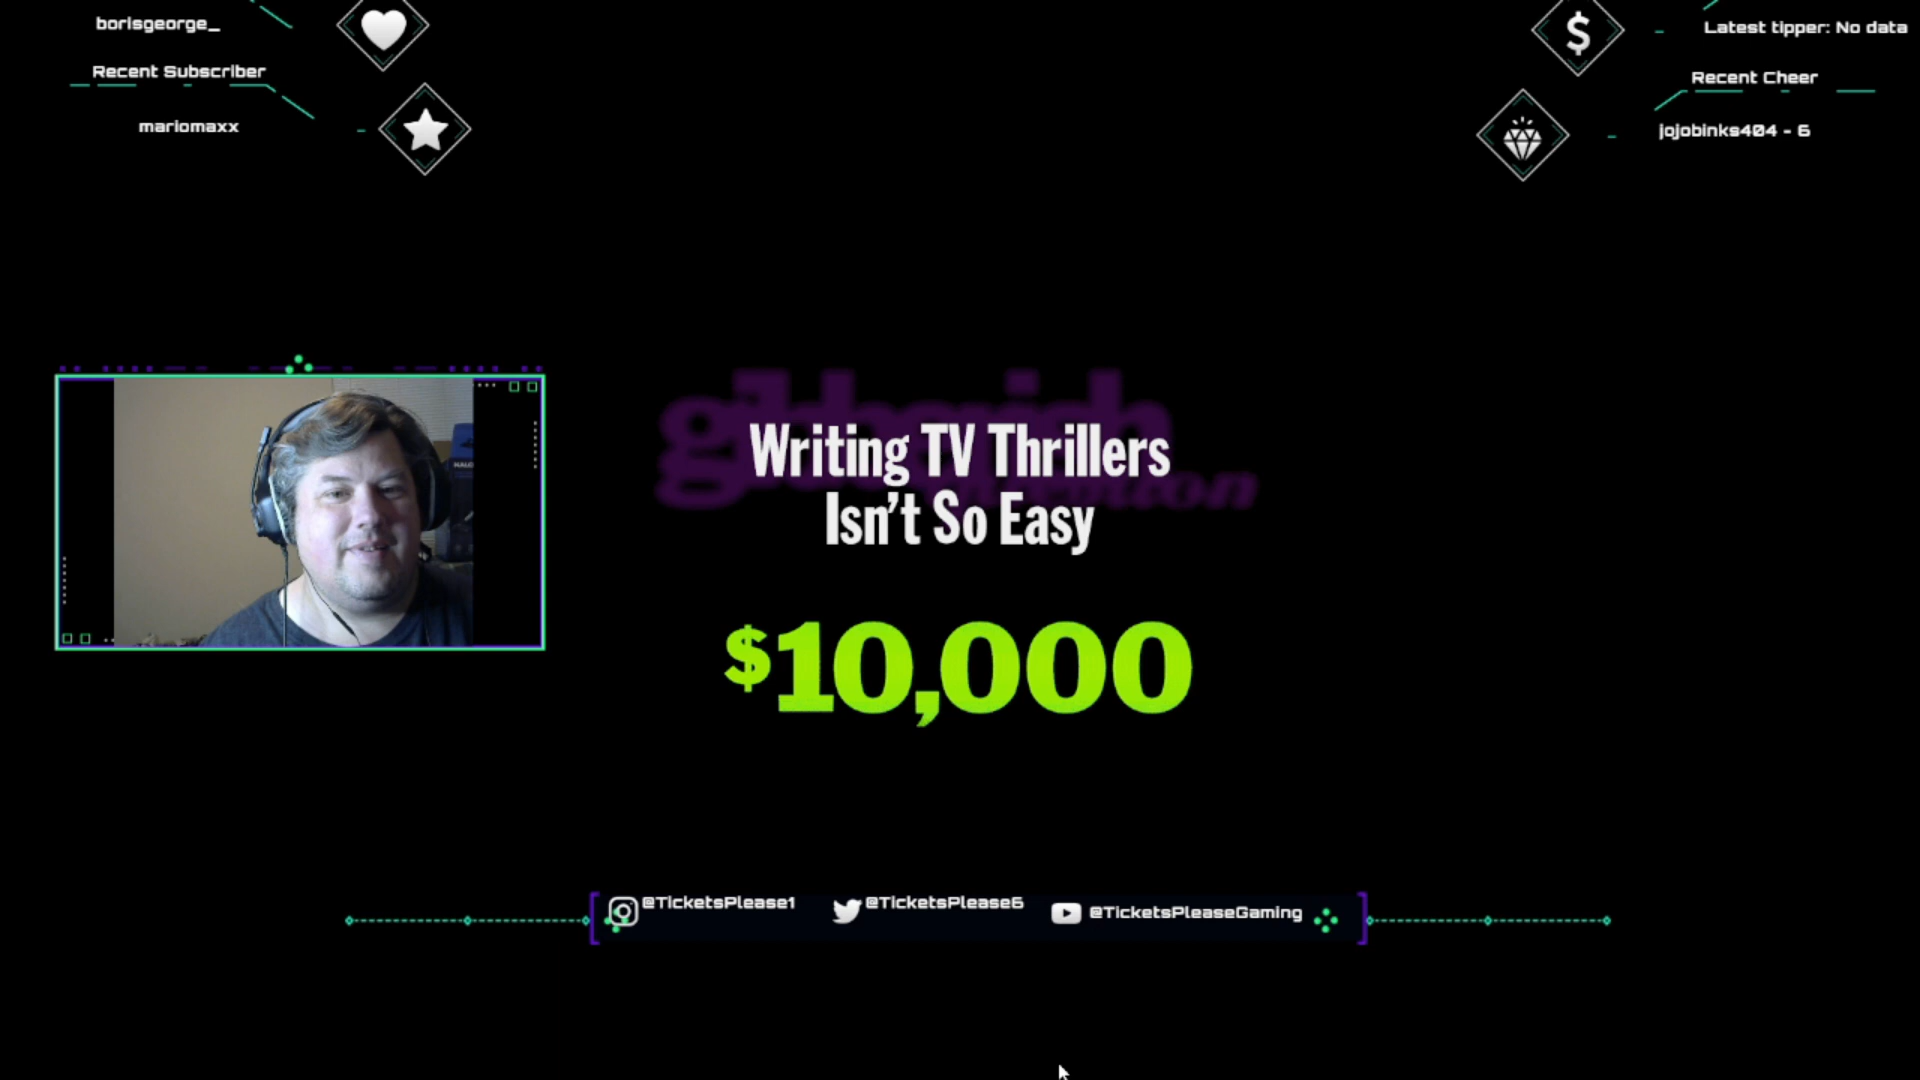 borisgeorge_
Recent Subscriber
mariomaxx
Latest tipper: No data
Recent Cheer
jojobinks404 - 6
HALO
Writing TV Thrillers
Isn't So Easy
$10,000
@TicketsPlease1
@TicketsPlease6
@TicketsPleaseGaming